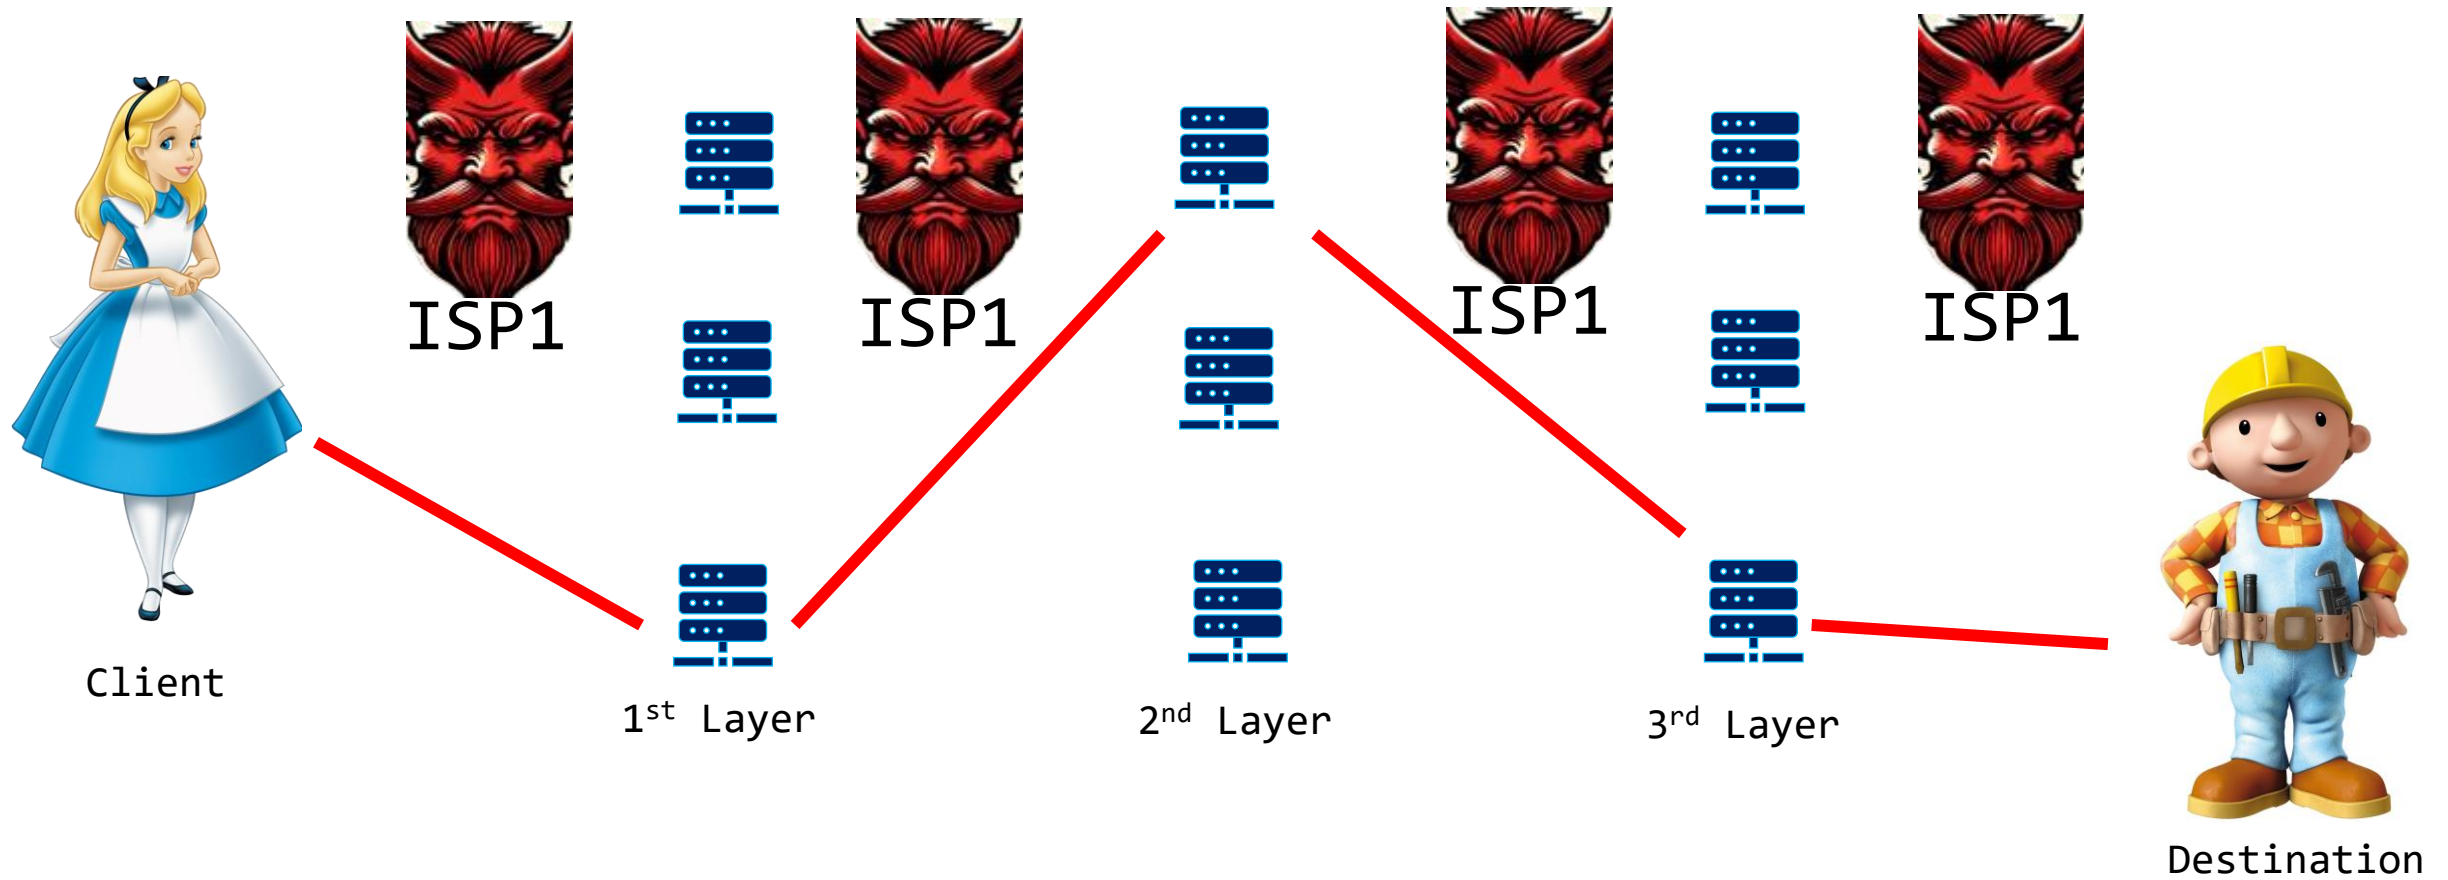 ISP1
ISP1
ISP1
ISP1
Client
1st Layer
2nd Layer
3rd Layer
Destination